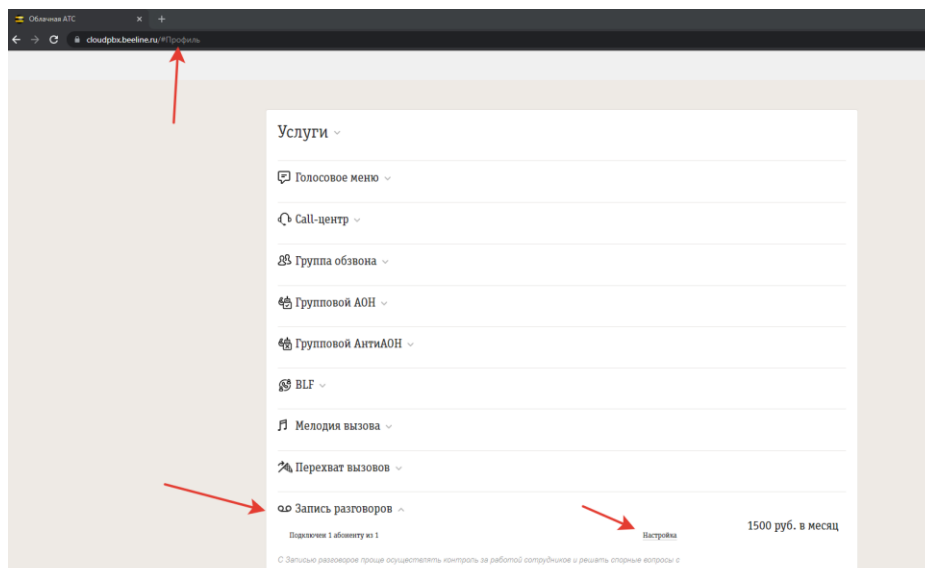 Облачная АТС
cloudpbx.beeline.ru/#Профиль
Услуги
Голосовое меню
Call-центр
Группа обзвона
Групповой АОН
Групповой АнтиАОН
BLF
Мелодия вызова
Перехват вызовов
Запись разговоров
Подключен 1 абоненту из 1
Настройка
1500 руб. в месяц
С Записью разговоров проще осуществлять контроль за работой сотрудников и решать спорные вопросы с